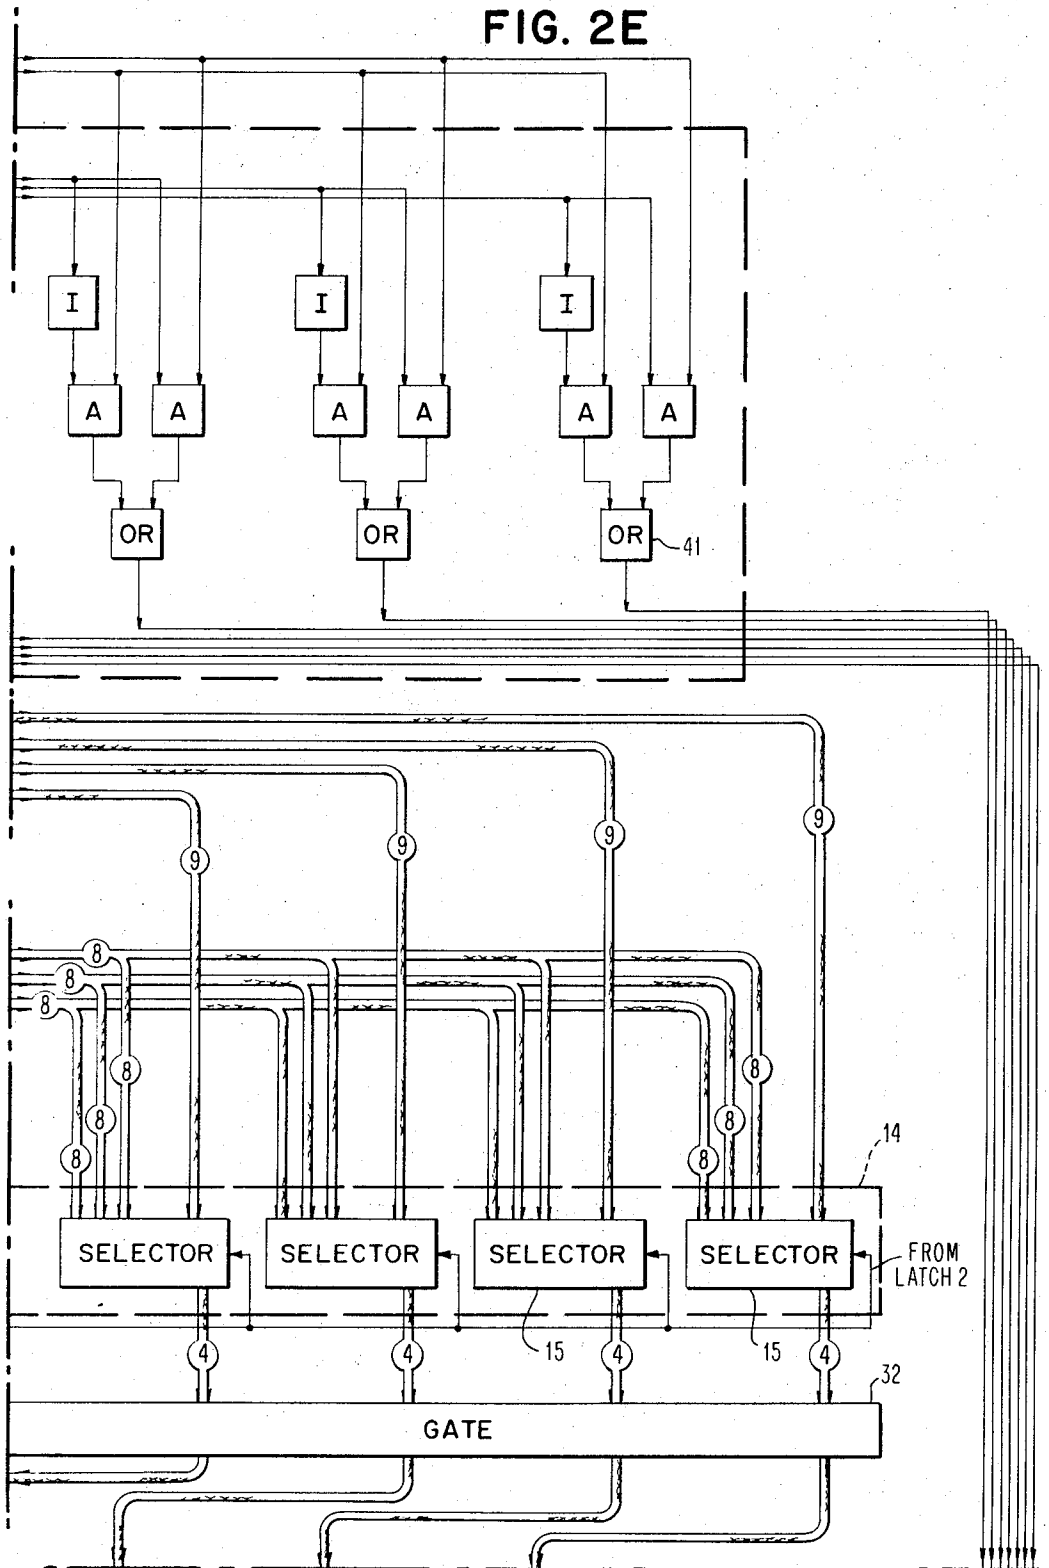 FIG. 2E
I I I
A A A A A A
OR OR OR 41
9 9 9 9
8
8
8
8 8
8 8
8 8
14
SELECTOR SELECTOR SELECTOR SELECTOR
FROM
LATCH 2
15 15
4 4 4 4
32
GATE